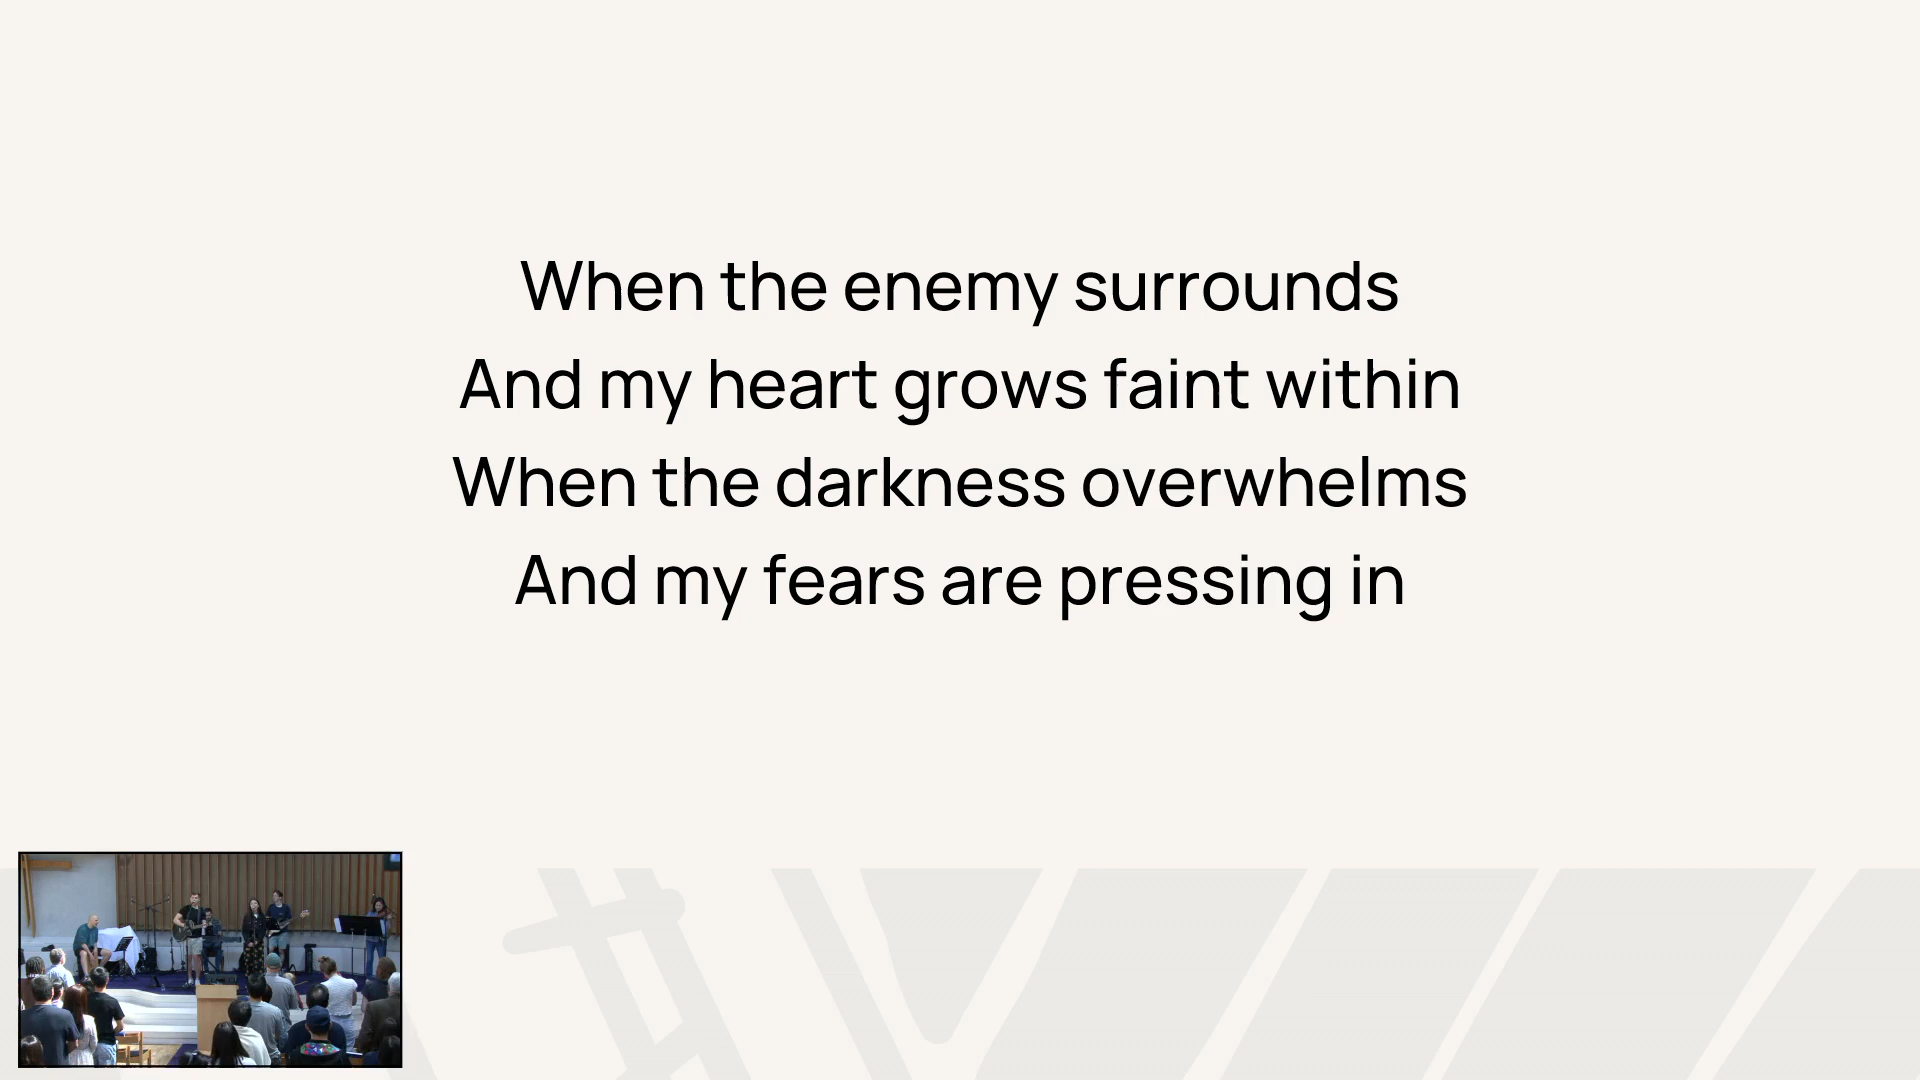 When the enemy surrounds
And my heart grows faint within
When the darkness overwhelms
And my fears are pressing in